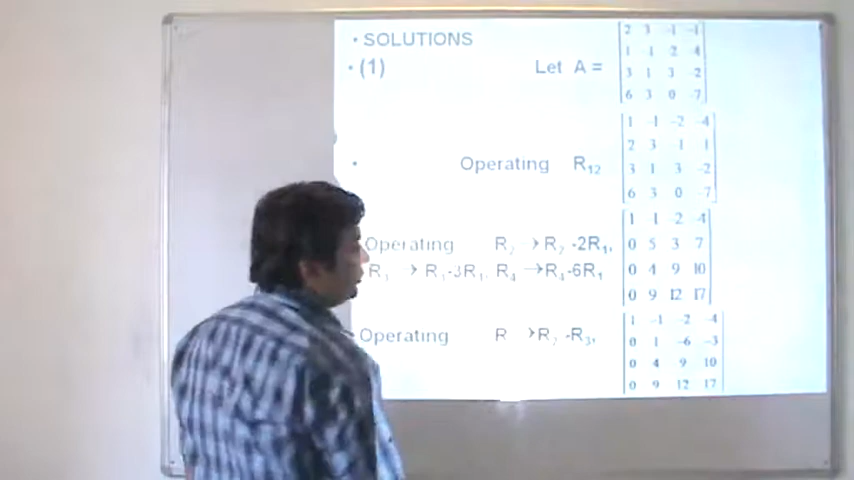 • SOLUTIONS
• (1) Let A =
2 3 -1 -1
1 -1 -2 -4
3 1 3 -2
6 3 0 -7
• Operating R12
1 -1 -2 -4
2 3 -1 1
3 1 3 -2
6 3 0 -7
Operating R2 → R2 -2R1,
R3 → R3-3R1, R4 → R4-6R1
1 1 -2 -4
0 5 3 7
0 4 9 10
0 9 12 17
• Operating R → R2 -R3,
1 -1 -2 -4
0 1 -6 -3
0 4 9 10
0 9 12 17